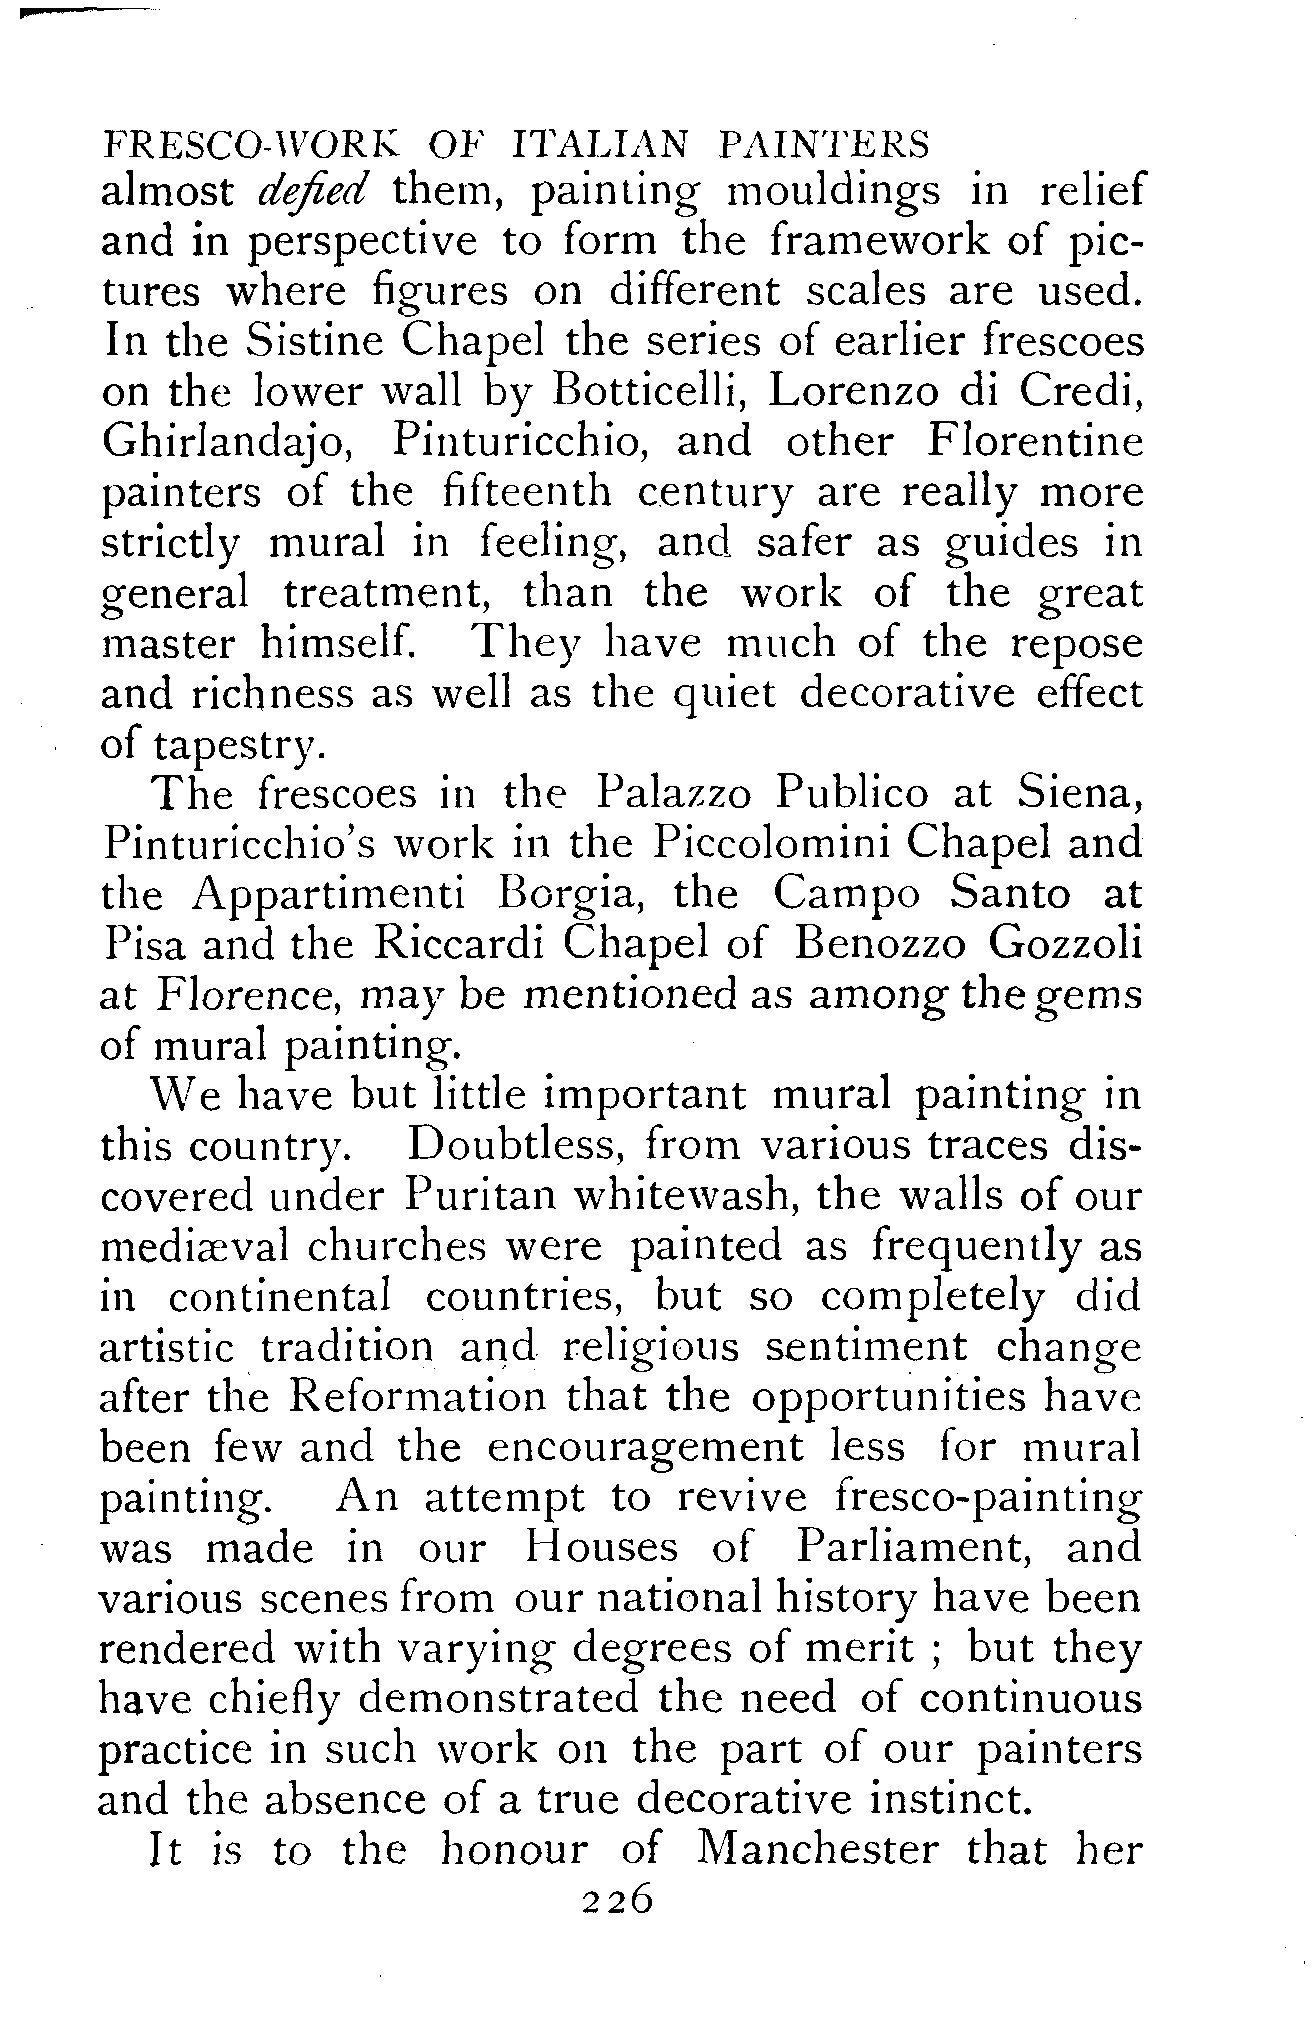 FRESCO-WORK OF ITALIAN PAINTERS
almost defied them, painting mouldings in relief
and in perspective to form the framework of pic-
tures where figures on different scales are used.
In the Sistine Chapel the series of earlier frescoes
on the lower wall by Botticelli, Lorenzo di Credi,
Ghirlandajo, Pinturicchio, and other Florentine
painters of the fifteenth century are really more
strictly mural in feeling, and safer as guides in
general treatment, than the work of the great
master himself. They have much of the repose
and richness as well as the quiet decorative effect
of tapestry.
The frescoes in the Palazzo Publico at Siena,
Pinturicchio's work in the Piccolomini Chapel and
the Appartimenti Borgia, the Campo Santo at
Pisa and the Riccardi Chapel of Benozzo Gozzoli
at Florence, may be mentioned as among the gems
of mural painting.
We have but little important mural painting in
this country. Doubtless, from various traces dis-
covered under Puritan whitewash, the walls of our
mediæval churches were painted as frequently as
in continental countries, but so completely did
artistic tradition and religious sentiment change
after the Reformation that the opportunities have
been few and the encouragement less for mural
painting. An attempt to revive fresco-painting
was made in our Houses of Parliament, and
various scenes from our national history have been
rendered with varying degrees of merit ; but they
have chiefly demonstrated the need of continuous
practice in such work on the part of our painters
and the absence of a true decorative instinct.
It is to the honour of Manchester that her
226